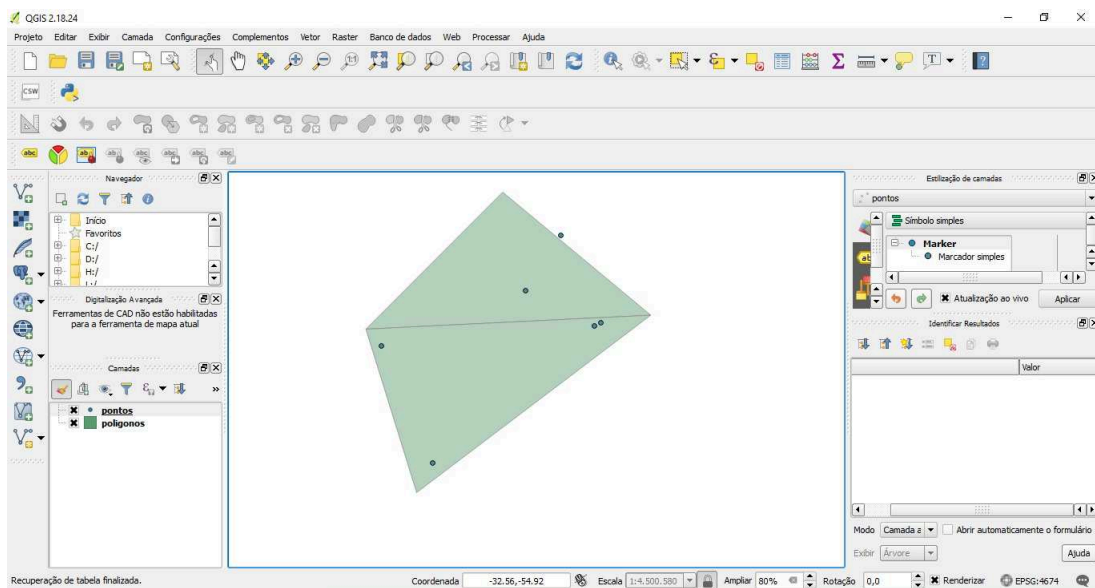 QGIS 2.18.24
Projeto Editar Exibir Camada Configurações Complementos Vetor Raster Banco de dados Web Processar Ajuda
CSW
abc
Navegador
Início
Favoritos
C:/
D:/
H:/
Digitalização Avançada
Ferramentas de CAD não estão habilitadas
para a ferramenta de mapa atual
Camadas
pontos
poligonos
Estilização de camadas
pontos
Símbolo simples
Marker
Marcador simples
Atualização ao vivo Aplicar
Identificar Resultados
Valor
Modo Camada a Abrir automaticamente o formulário
Exibir Árvore Ajuda
Recuperação de tabela finalizada. Coordenada -32.56,-54.92 Escala 1:4.500.580 Ampliar 80% Rotação 0,0 Renderizar EPSG:4674